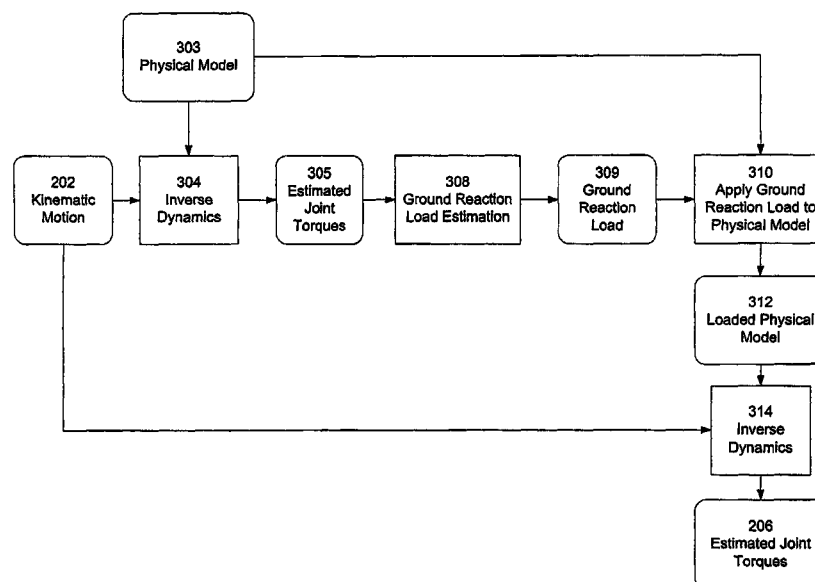 303
Physical Model
202
Kinematic
Motion
304
Inverse
Dynamics
305
Estimated
Joint
Torques
308
Ground Reaction
Load Estimation
309
Ground
Reaction
Load
310
Apply Ground
Reaction Load to
Physical Model
312
Loaded Physical
Model
314
Inverse
Dynamics
206
Estimated Joint
Torques